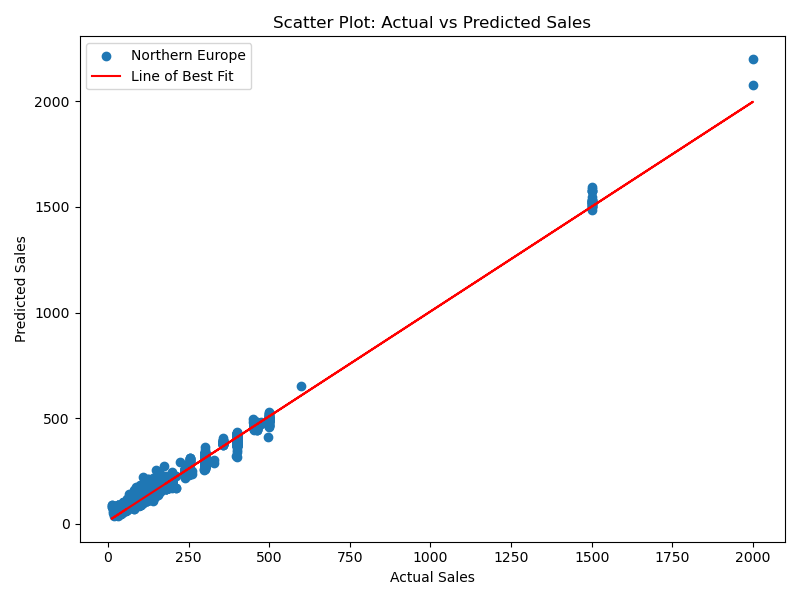 Scatter Plot: Actual vs Predicted Sales
Northern Europe
Line of Best Fit
Predicted Sales
2000
1500
1000
500
0
0 250 500 750 1000 1250 1500 1750 2000
Actual Sales